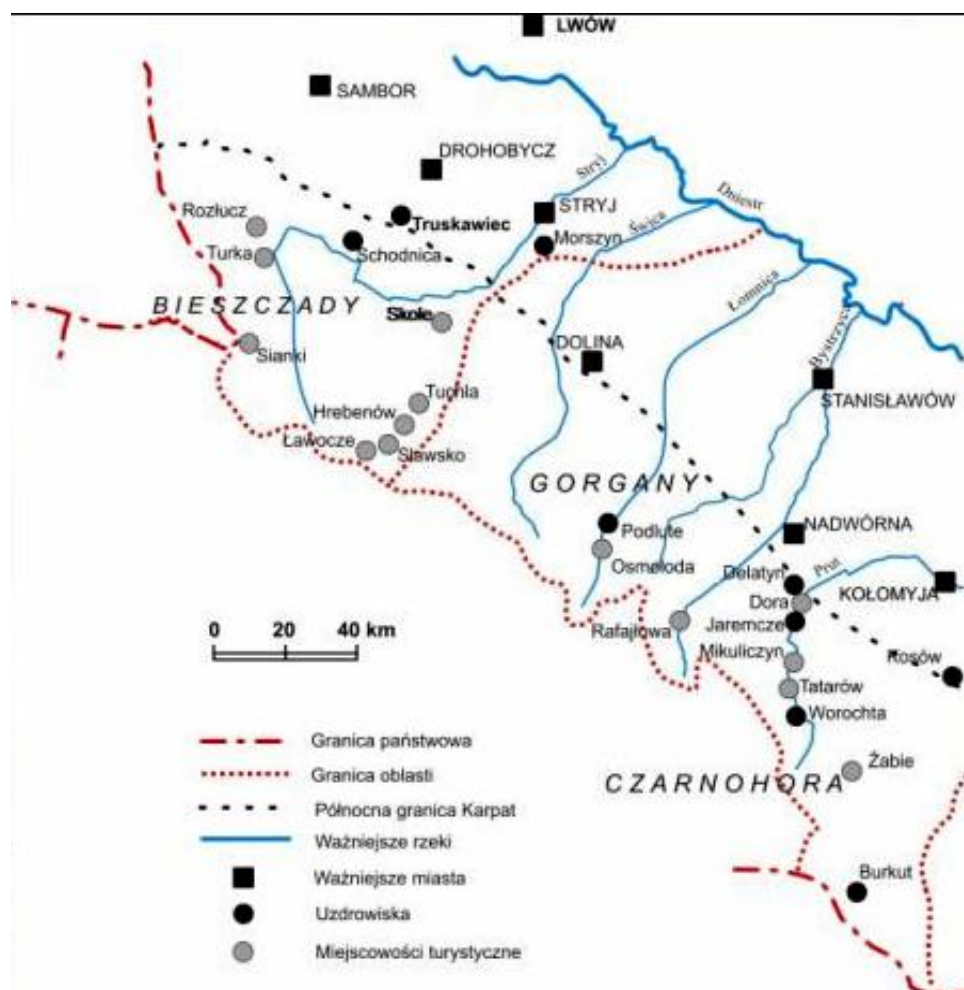 LWÓW
SAMBOR
DROHOBYCZ
Stryj
Rozłucz
Truskawiec
STRYJ
Świca
Dniestr
Turka
Schodnica
Morszyn
Łomnica
BIESZCZADY
Skole
Bystrzyca
Sianki
DOLINA
Tuchla
STANISŁAWÓW
Hrebenów
Ławocze
Sławsko
GORGANY
Podlute
NADWÓRNA
Osmołoda
Delatyn
Prut
Dora
KOŁOMYJA
0 20 40 km
Rafajłowa
Jaremcze
Mikuliczyn
Kosów
Tatarów
Worochta
Granica państwowa
Żabie
Granica oblasti
CZARNOHORA
Północna granica Karpat
Ważniejsze rzeki
Ważniejsze miasta
Burkut
Uzdrowiska
Miejscowości turystyczne